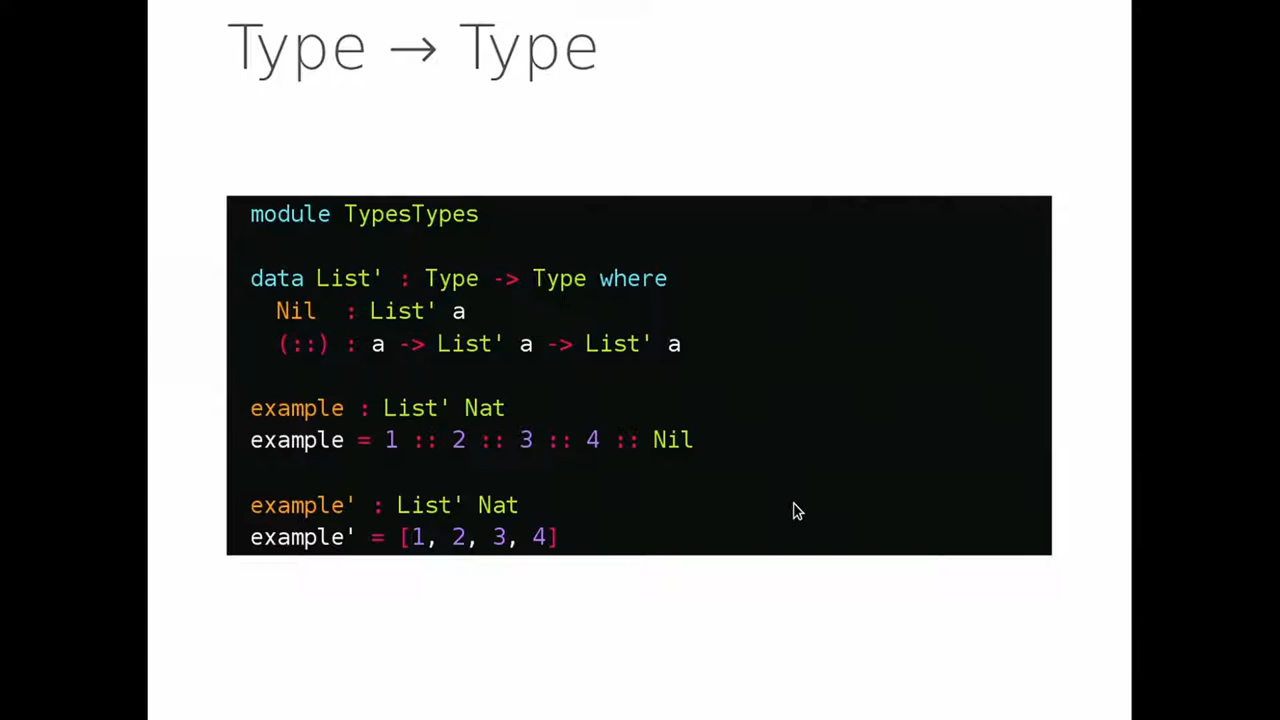 Type → Type
module TypesTypes
data List' : Type -> Type where
Nil : List' a
(::) : a -> List' a -> List' a
example : List' Nat
example = 1 :: 2 :: 3 :: 4 :: Nil
example' : List' Nat
example' = [1, 2, 3, 4]